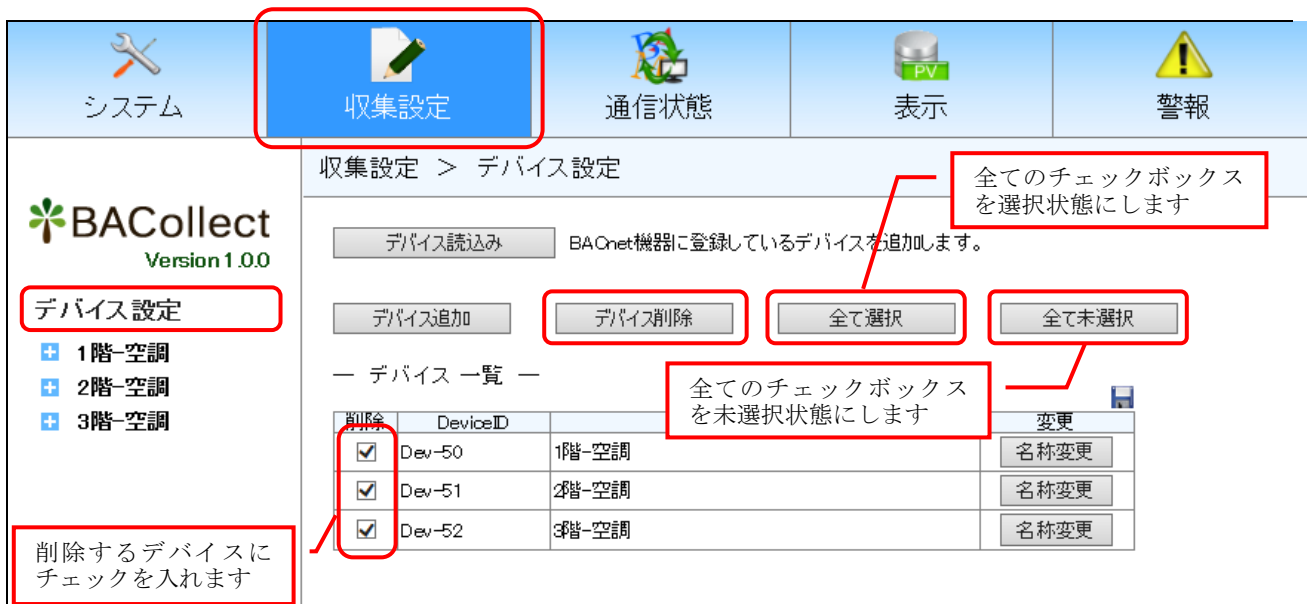 システム
収集設定
通信状態
表示
警報
収集設定 ＞ デバイス設定
全てのチェックボックス
を選択状態にします
BACollect
Version 1.0.0
デバイス読込み
BACnet機器に登録しているデバイスを追加します。
デバイス設定
1階-空調
2階-空調
3階-空調
デバイス追加
デバイス削除
全て選択
全て未選択
― デバイス 一覧 ―
全てのチェックボックス
を未選択状態にします
削除 DeviceID 変更
Dev-50 1階-空調 名称変更
Dev-51 2階-空調 名称変更
Dev-52 3階-空調 名称変更
削除するデバイスに
チェックを入れます
PV